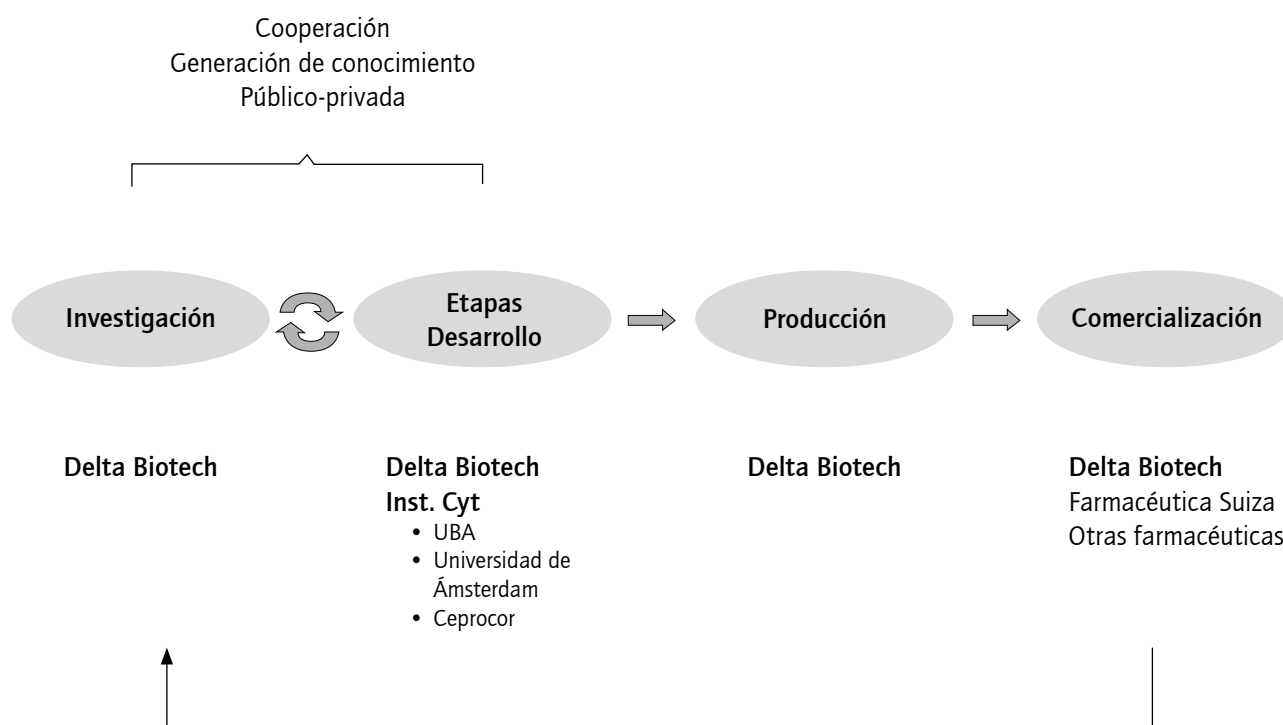 Cooperación
Generación de conocimiento
Público-privada
Investigación
Etapas
Desarrollo
Producción
Comercialización
Delta Biotech
Delta Biotech
Inst. Cyt
• UBA
• Universidad de
Ámsterdam
• Ceprocor
Delta Biotech
Delta Biotech
Farmacéutica Suiza
Otras farmacéuticas